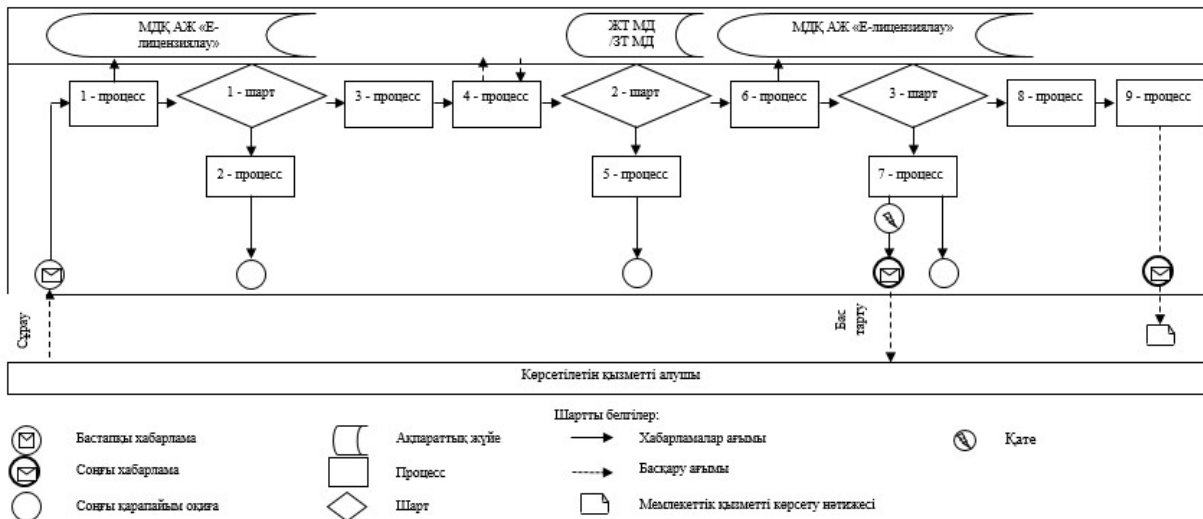 МДҚ АЖ «Е-
лицензиялау»
ЖТ МД
/ЗТ МД
МДҚ АЖ «Е-лицензиялау»
1 - процесс
1 - шарт
3 - процесс
4 - процесс
2 - шарт
6 - процесс
3 - шарт
8 - процесс
9 - процесс
2 - процесс
5 - процесс
7 - процесс
Сұрау
Бас
тарту
Көрсетілетін қызметті алушы
Шартты белгілер:
Бастапқы хабарлама
Ақпараттық жүйе
Хабарламалар ағымы
Қате
Соңғы хабарлама
Процесс
Басқару ағымы
Соңғы қарапайым оқиға
Шарт
Мемлекеттік қызметті көрсету нәтижесі